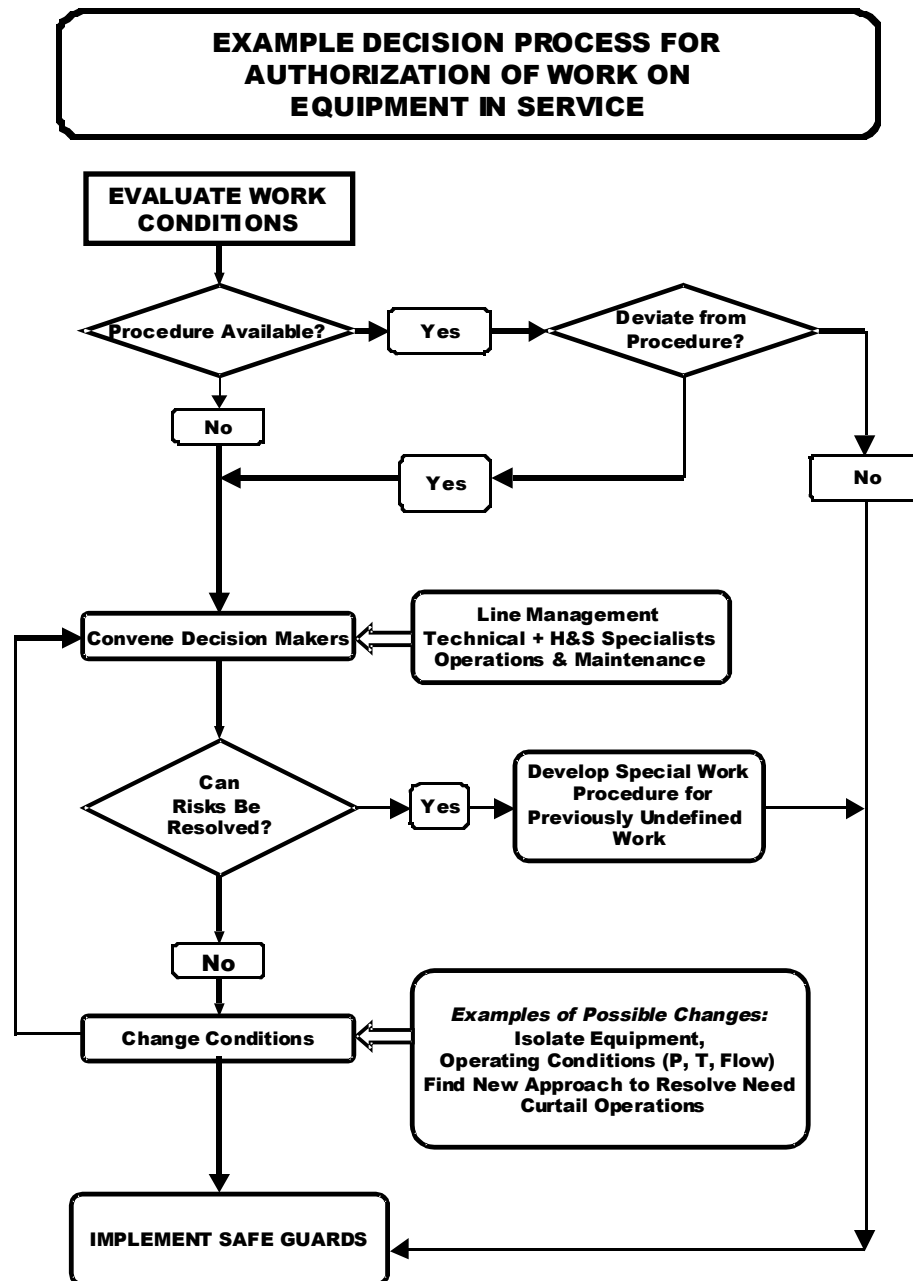 EXAMPLE DECISION PROCESS FOR
AUTHORIZATION OF WORK ON
EQUIPMENT IN SERVICE
EVALUATE WORK
CONDITIONS
Procedure Available?
Yes
Deviate from
Procedure?
No
Yes
No
Convene Decision Makers
Line Management
Technical + H&S Specialists
Operations & Maintenance
Can
Risks Be
Resolved?
Yes
Develop Special Work
Procedure for
Previously Undefined
Work
No
Change Conditions
Examples of Possible Changes:
Isolate Equipment,
Operating Conditions (P, T, Flow)
Find New Approach to Resolve Need
Curtail Operations
IMPLEMENT SAFE GUARDS